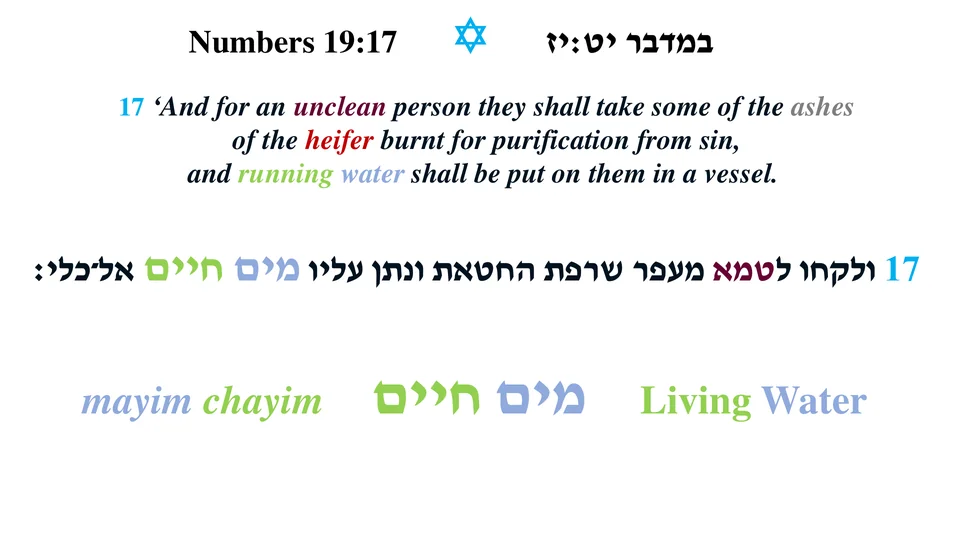 Numbers 19:17 ✡ במדבר יט:יז
17 ‘And for an unclean person they shall take some of the ashes
of the heifer burnt for purification from sin,
and running water shall be put on them in a vessel.
17 ולקחו לטמא מעפר שרפת החטאת ונתן עליו מים חיים אל־כלי׃
mayim chayim מים חיים Living Water